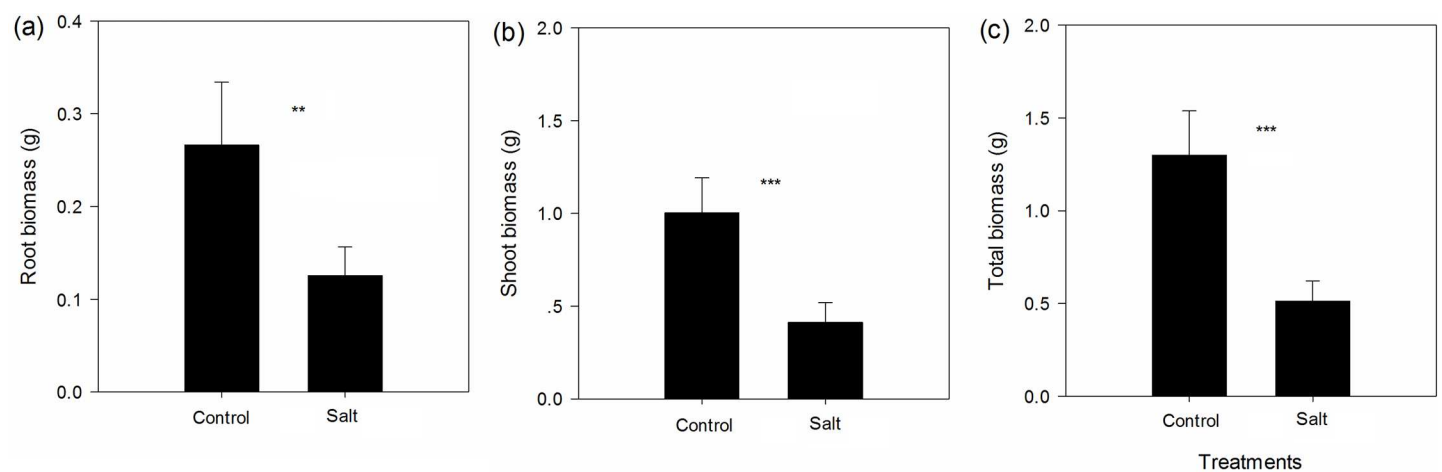 (a)
Root biomass (g)
0.4
0.3
0.2
0.1
0.0
**
Control Salt
(b)
Shoot biomass (g)
2.0
1.5
1.0
.5
0.0
***
Control Salt
(c)
Total biomass (g)
2.0
1.5
1.0
0.5
0.0
***
Control Salt
Treatments